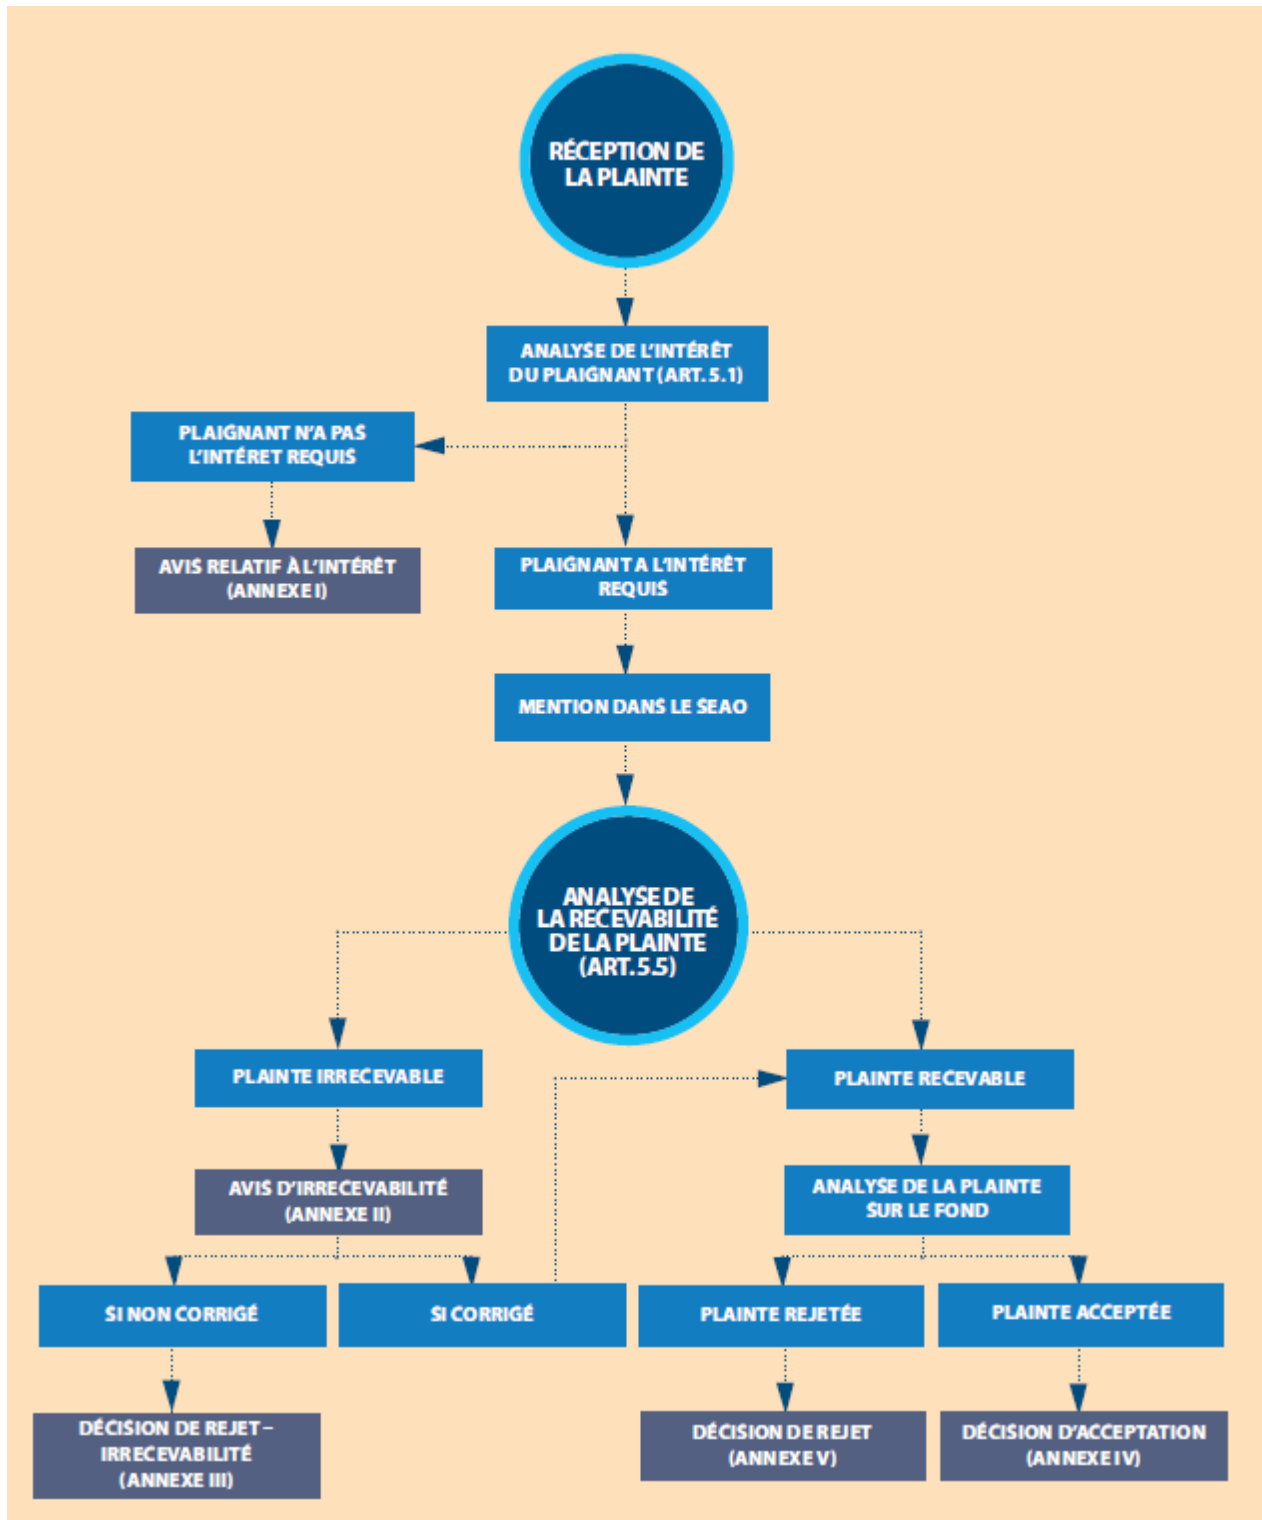 RÉCEPTION DE
LA PLAINTE
ANALYSE DE L'INTÉRÊT
DU PLAIGNANT (ART. 5.1)
PLAIGNANT N'A PAS
L'INTÉRET REQUIS
AVIS RELATIF À L'INTÉRÊT
(ANNEXE I)
PLAIGNANT A L'INTÉRÊT
REQUIS
MENTION DANS LE SEAO
ANALYSE DE
LA RECEVABILITÉ
DE LA PLAINTE
(ART. 5.5)
PLAINTE IRRECEVABLE
PLAINTE RECEVABLE
AVIS D'IRRECEVABILITÉ
(ANNEXE II)
ANALYSE DE LA PLAINTE
SUR LE FOND
SI NON CORRIGÉ
SI CORRIGÉ
PLAINTE REJETÉE
PLAINTE ACCEPTÉE
DÉCISION DE REJET –
IRRECEVABILITÉ
(ANNEXE III)
DÉCISION DE REJET
(ANNEXE V)
DÉCISION D'ACCEPTATION
(ANNEXE IV)